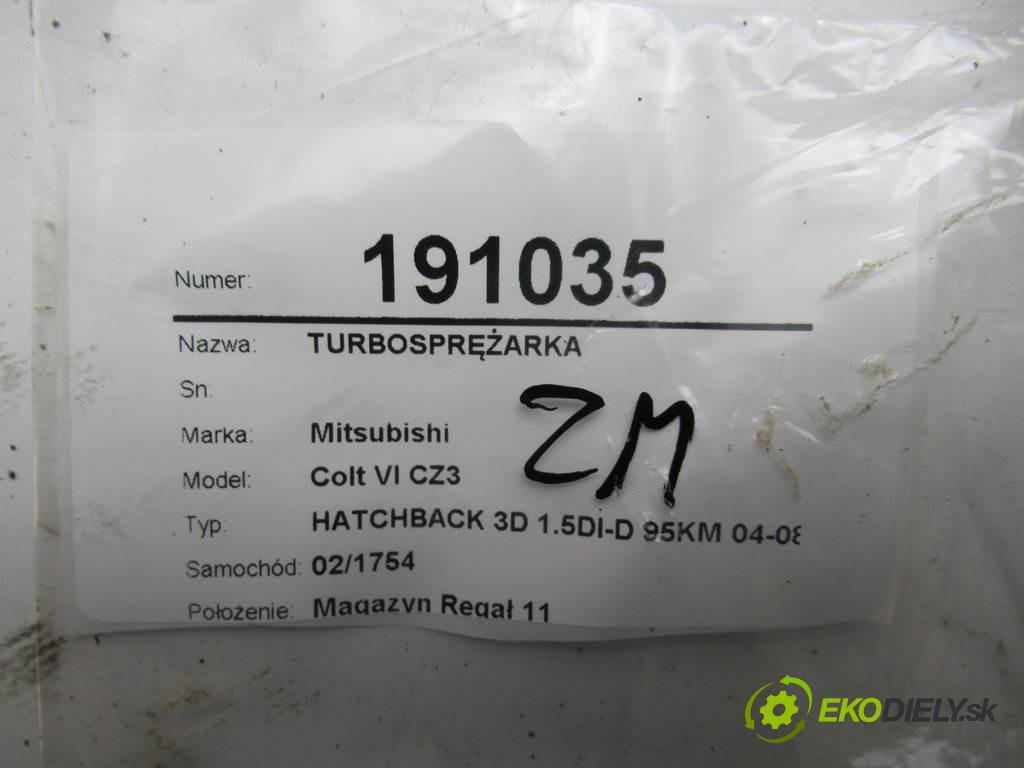 Numer: 191035
Nazwa: TURBOSPRĘŻARKA
Sn:
ZM
Marka: Mitsubishi
Model: Colt VI CZ3
Typ: HATCHBACK 3D 1.5DI-D 95KM 04-08
Samochód: 02/1754
Położenie: Magazyn Regał 11
EKODIELY.sk